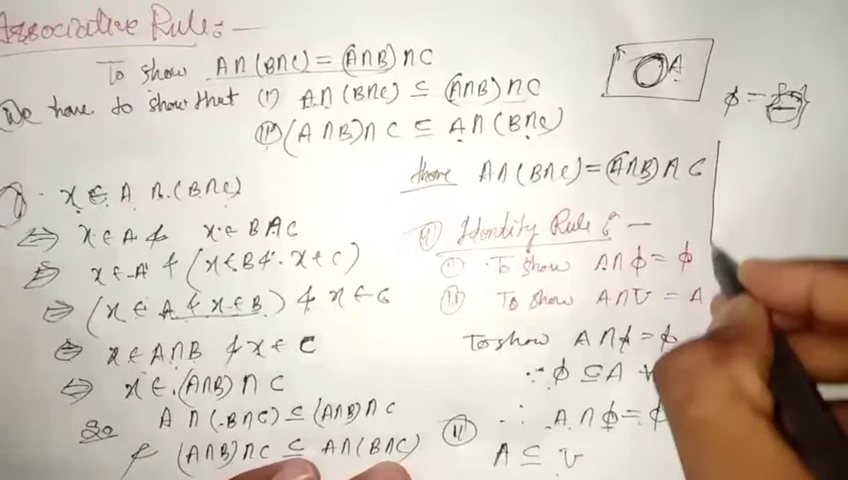 Associative Rule:-
To show A∩(B∩C) = (A∩B)∩C
We have to show that (i) A∩(B∩C) ⊆ (A∩B)∩C
(ii) (A∩B)∩C ⊆ A∩(B∩C)
x ∈ A∩(B∩C)
⇔ x ∈ A & x ∈ B∩C
⇔ x ∈ A & (x ∈ B & x ∈ C)
⇔ (x ∈ A & x ∈ B) & x ∈ C
⇔ x ∈ A∩B & x ∈ C
⇔ x ∈ (A∩B)∩C
So A∩(B∩C) ⊆ (A∩B)∩C
& (A∩B)∩C ⊆ A∩(B∩C)
A
ϕ = {}
A∩(B∩C) = (A∩B)∩C
Identity Rule:-
(i) To show A∩ϕ = ϕ
(ii) To show A∩U = A
To show A∩ϕ = ϕ
∵ ϕ ⊆ A
∴ A∩ϕ = ϕ
(ii) A ⊆ U